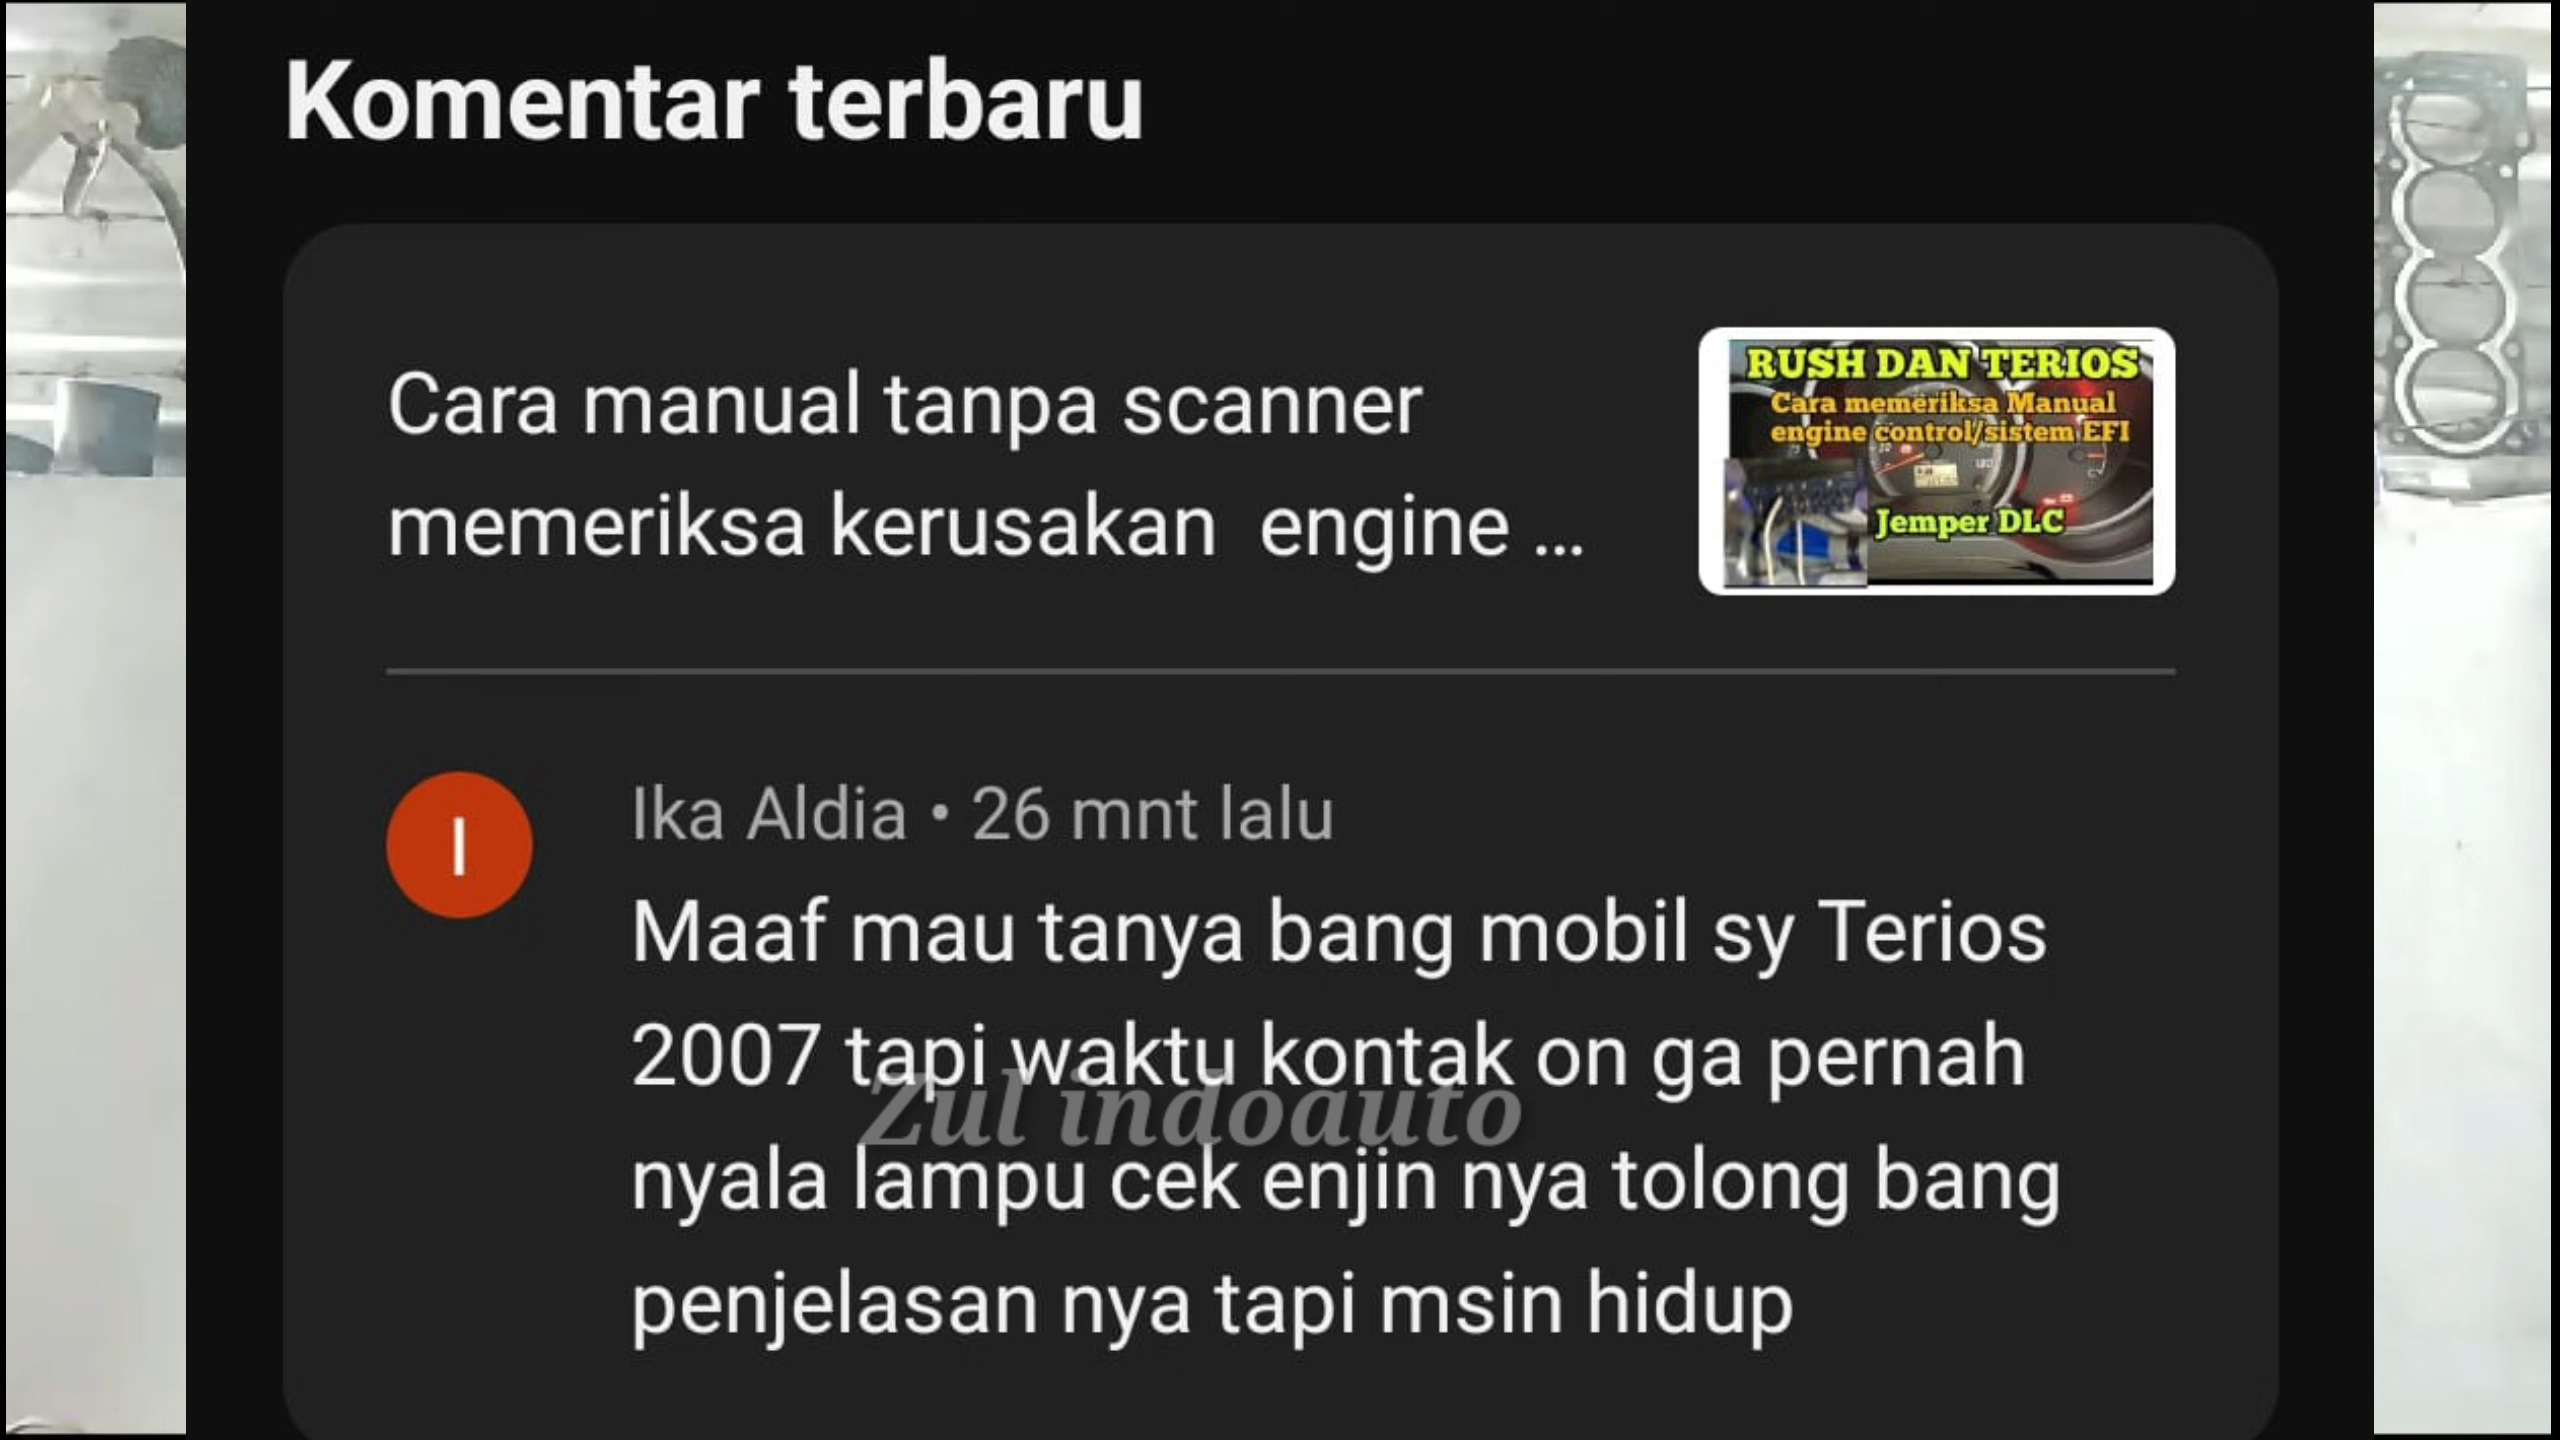 Komentar terbaru
Cara manual tanpa scanner
memeriksa kerusakan engine ...
RUSH DAN TERIOS
Cara memeriksa Manual
engine control/sistem EFI
Jemper DLC
I
Ika Aldia • 26 mnt lalu
Maaf mau tanya bang mobil sy Terios
2007 tapi waktu kontak on ga pernah
Zul indoauto
nyala lampu cek enjin nya tolong bang
penjelasan nya tapi msin hidup